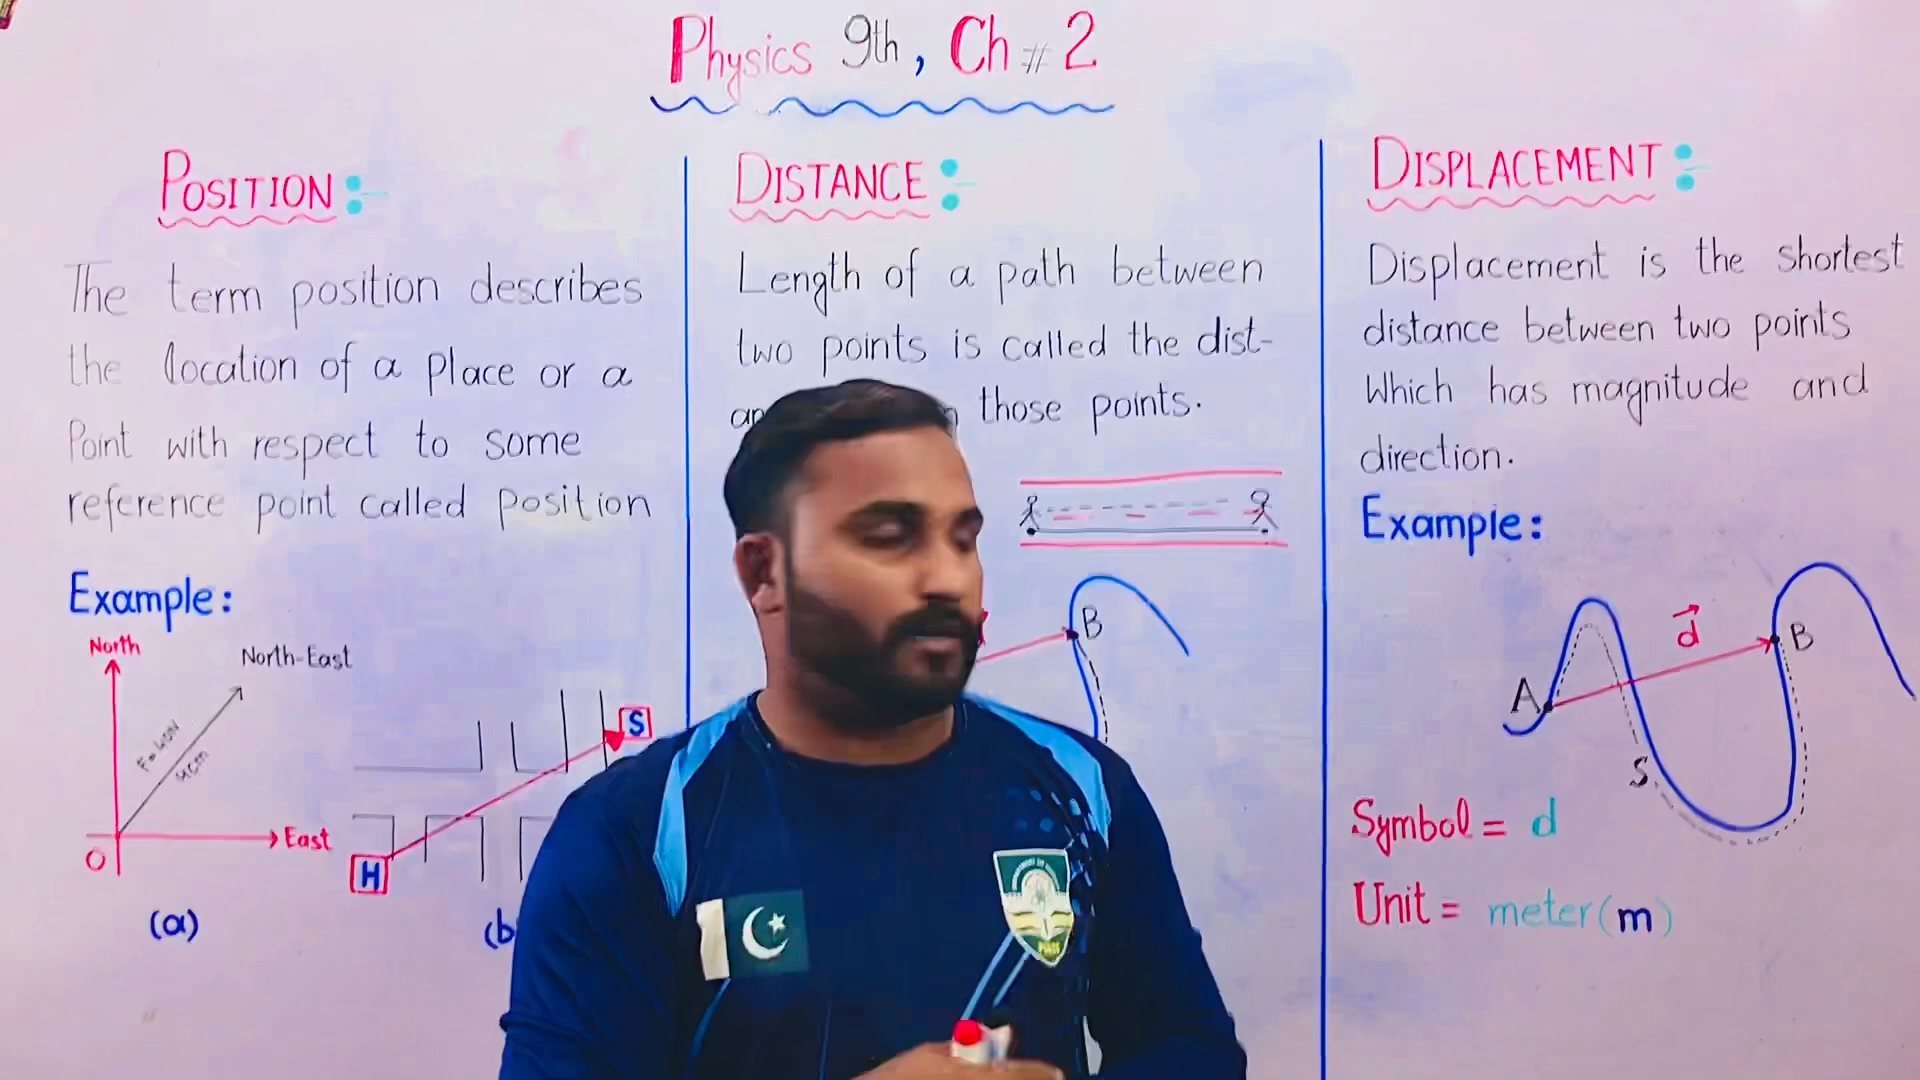 Physics 9th, Ch # 2
POSITION:-
The term position describes
the location of a place or a
Point with respect to some
reference point called position
Example:
North
North-East
F=40N
4cm
O
East
(a)
S
H
(b
DISTANCE:-
Length of a path between
two points is called the dist-
an those points.
B
DISPLACEMENT:-
Displacement is the shortest
distance between two points
Which has magnitude and
direction.
Example:
A
d
B
S
Symbol = d
Unit = meter(m)